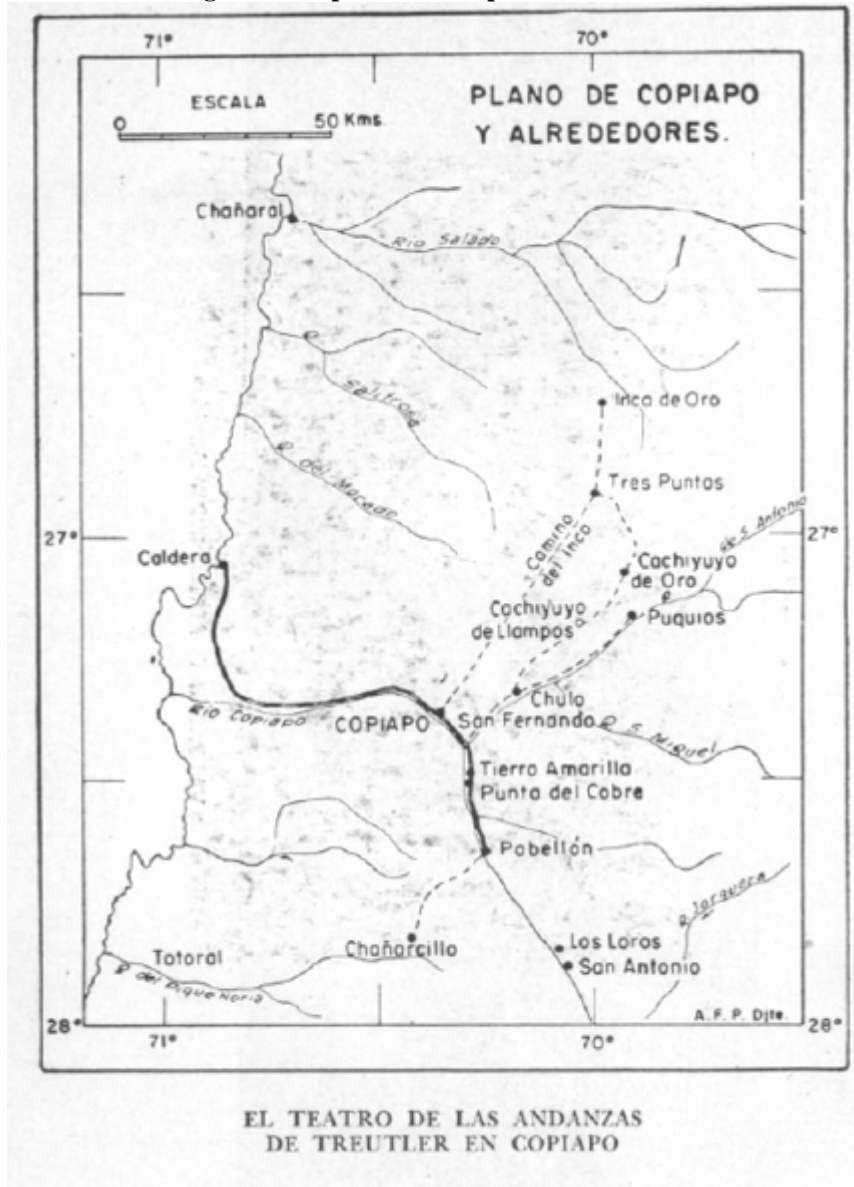 71°
70°
ESCALA
0
50 Kms.
PLANO DE COPIAPO
Y ALREDEDORES.
Chañaral
Rio Salado
Q
Salitrosa
Q del Morado
Inca de Oro
Tres Puntas
27°
27°
Caldera
Camino
del Inca
Cachiyuyo
de Oro
S. Antonio
Cachiyuyo
de Llampos
Puquios
Chulo
Rio Copiapo
COPIAPO
San Fernando
Q S. Miguel
Tierra Amarilla
Punta del Cobre
Pabellón
Q Jorquera
Chañarcillo
Los Loros
San Antonio
Totoral
Q del Pique Noria
A. F. P. Djte.
28°
28°
71°
70°
EL TEATRO DE LAS ANDANZAS
DE TREUTLER EN COPIAPO